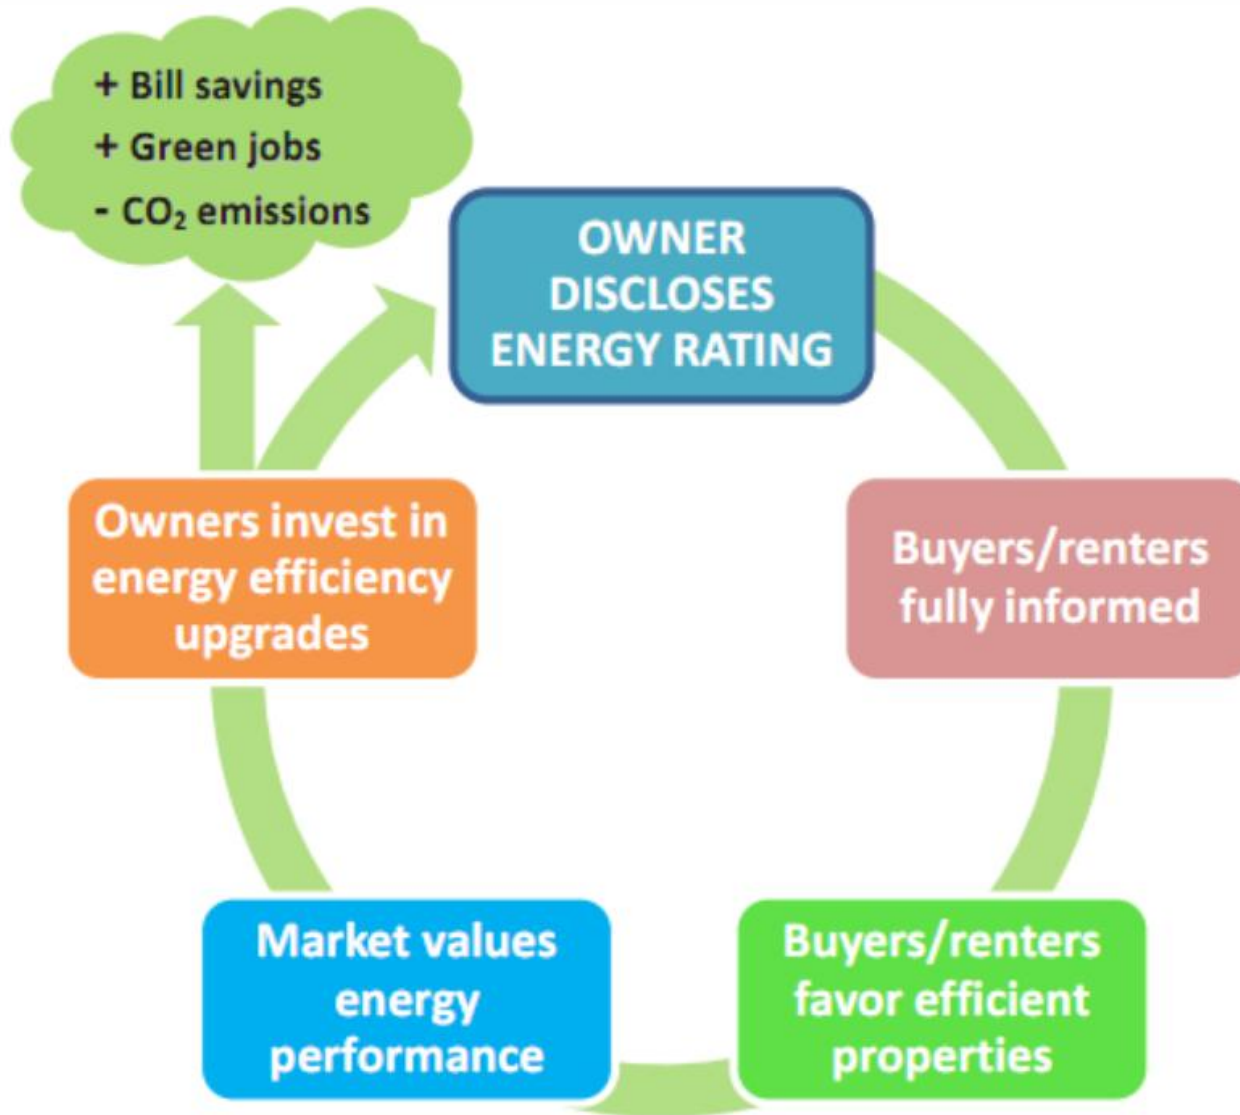 + Bill savings
+ Green jobs
- CO₂ emissions
OWNER
DISCLOSES
ENERGY RATING
Owners invest in
energy efficiency
upgrades
Buyers/renters
fully informed
Market values
energy
performance
Buyers/renters
favor efficient
properties